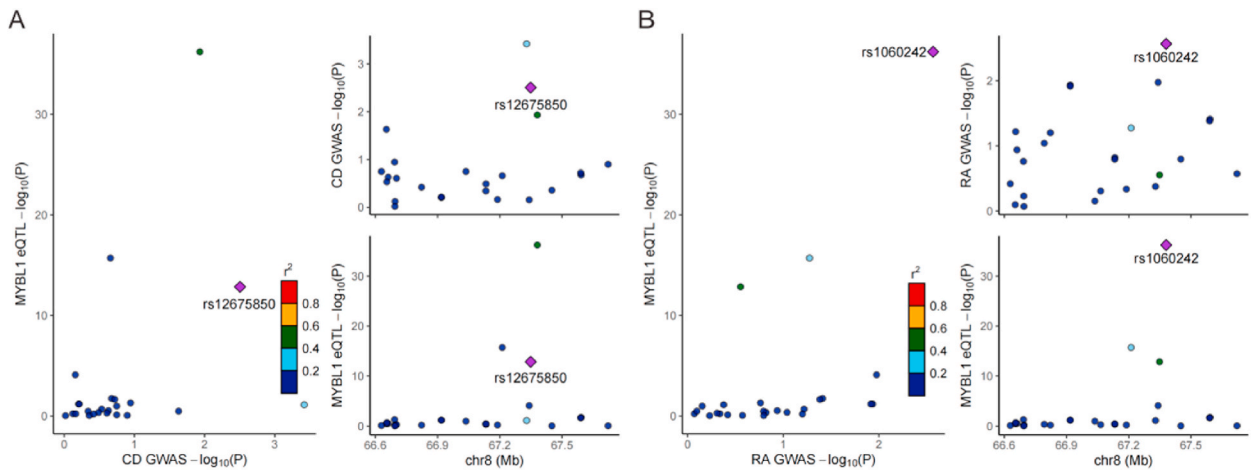 A
MYBL1 eQTL −log10(P)
30
20
10
0
rs12675850
r²
0.8
0.6
0.4
0.2
0
1
2
3
CD GWAS −log10(P)
CD GWAS −log10(P)
3
2
1
0
rs12675850
MYBL1 eQTL −log10(P)
30
20
10
0
rs12675850
66.6
66.9
67.2
67.5
chr8 (Mb)
B
MYBL1 eQTL −log10(P)
30
20
10
0
rs1060242
r²
0.8
0.6
0.4
0.2
0
1
2
RA GWAS −log10(P)
RA GWAS −log10(P)
2
1
0
rs1060242
MYBL1 eQTL −log10(P)
30
20
10
0
rs1060242
66.6
66.9
67.2
67.5
chr8 (Mb)